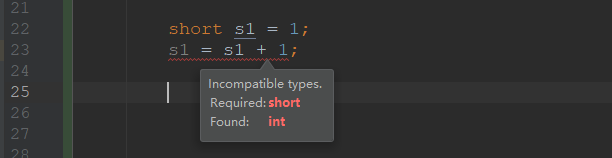 21
22 short s1 = 1;
23 s1 = s1 + 1;
24
Incompatible types.
25 Required: short
26 Found: int
27
28